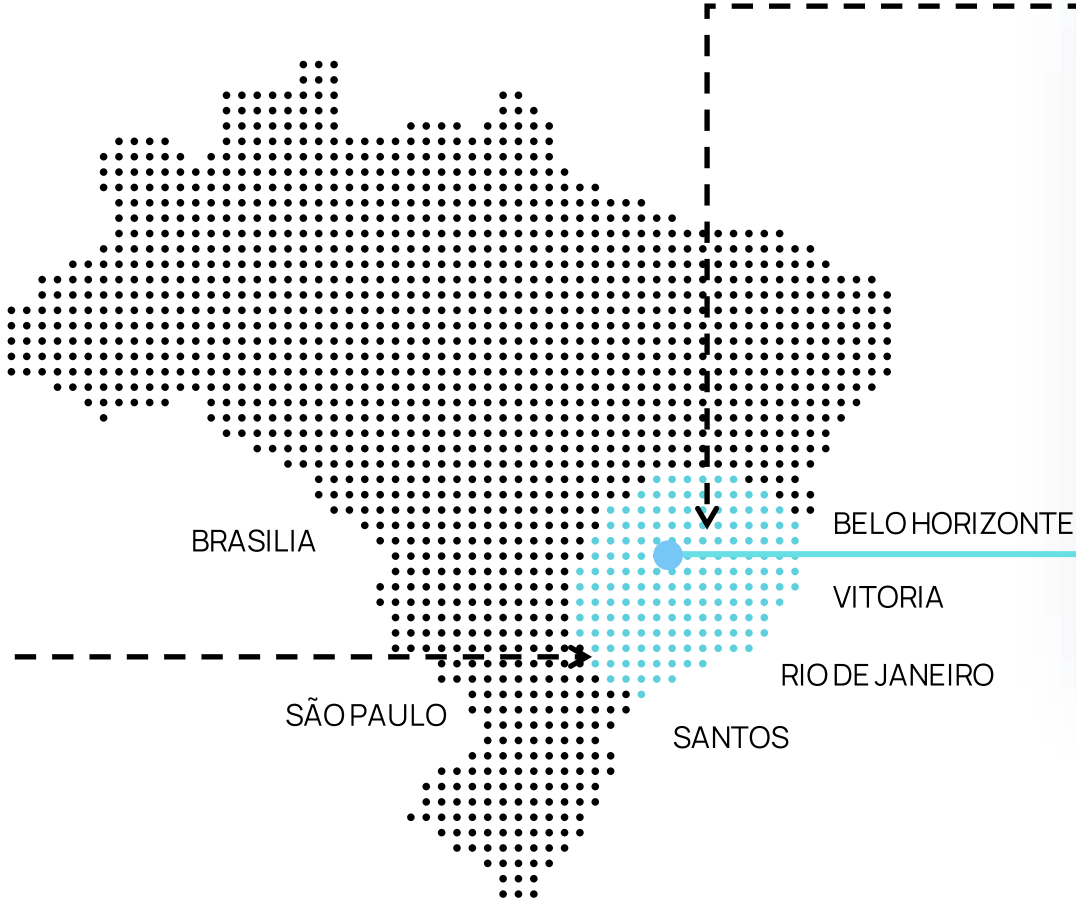 BELO HORIZONTE
BRASILIA
VITORIA
RIO DE JANEIRO
SÃO PAULO
SANTOS